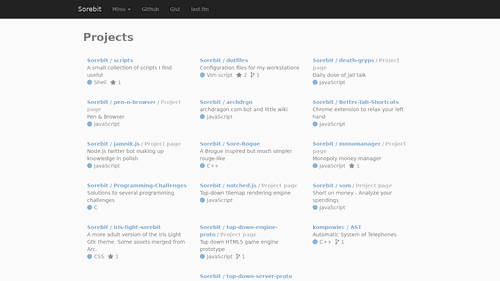 Sorebit Minis Github Gist last.fm
Projects
Sorebit / scripts
A small collection of scripts I find
useful
Shell 1
Sorebit / dotfiles
Configuration files for my workstations
Vim script 2 1
Sorebit / death-gryps / Project
page
Daily dose of jail talk
JavaScript
Sorebit / pen-n-browser / Project
page
Pen & Browser
JavaScript
Sorebit / archdrgn
archdragon.com bot and little wiki
JavaScript
Sorebit / Better-Tab-Shortcuts
Chrome extension to relax your left
hand
JavaScript
Sorebit / jamnik.js / Project page
Node.js twitter bot making up
knowledge in polish
JavaScript
Sorebit / Sore-Rogue
A Brogue inspired but much simpler
rouge-like
C++
Sorebit / monomanager / Project
page
Monopoly money manager
JavaScript 1
Sorebit / Programming-Challenges
Solutions to several programming
challenges
C
Sorebit / notched.js / Project page
Top-down tilemap rendering engine
JavaScript
Sorebit / som / Project page
Short on money - Analyze your
spendings
JavaScript
Sorebit / iris-light-sorebit
A more adult version of the Iris Light
Gtk theme. Some assets merged from
Arc.
CSS 1
Sorebit / top-down-engine-
proto / Project page
Top down HTML5 game engine
prototype
JavaScript 1
kompowiec / AST
Automatic System of Telephones
C++ 1
Sorebit / top-down-server-proto